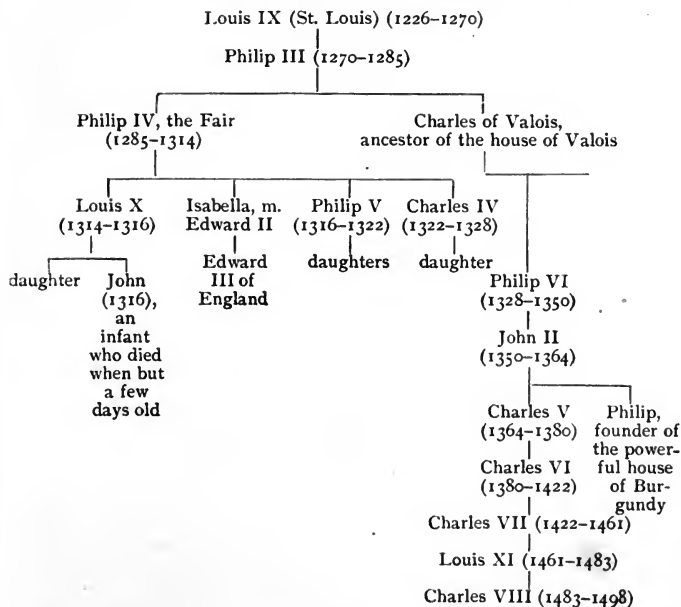 Louis IX (St. Louis) (1226–1270)
Philip III (1270–1285)
Philip IV, the Fair
(1285–1314)
Charles of Valois,
ancestor of the house of Valois
Louis X
(1314–1316)
Isabella, m.
Edward II
Philip V
(1316–1322)
Charles IV
(1322–1328)
daughter
John
(1316),
an
infant
who died
when but
a few
days old
Edward
III of
England
daughters
daughter
Philip VI
(1328–1350)
John II
(1350–1364)
Charles V
(1364–1380)
Philip,
founder of
the power-
ful house
of Bur-
gundy
Charles VI
(1380–1422)
Charles VII (1422–1461)
Louis XI (1461–1483)
Charles VIII (1483–1498)